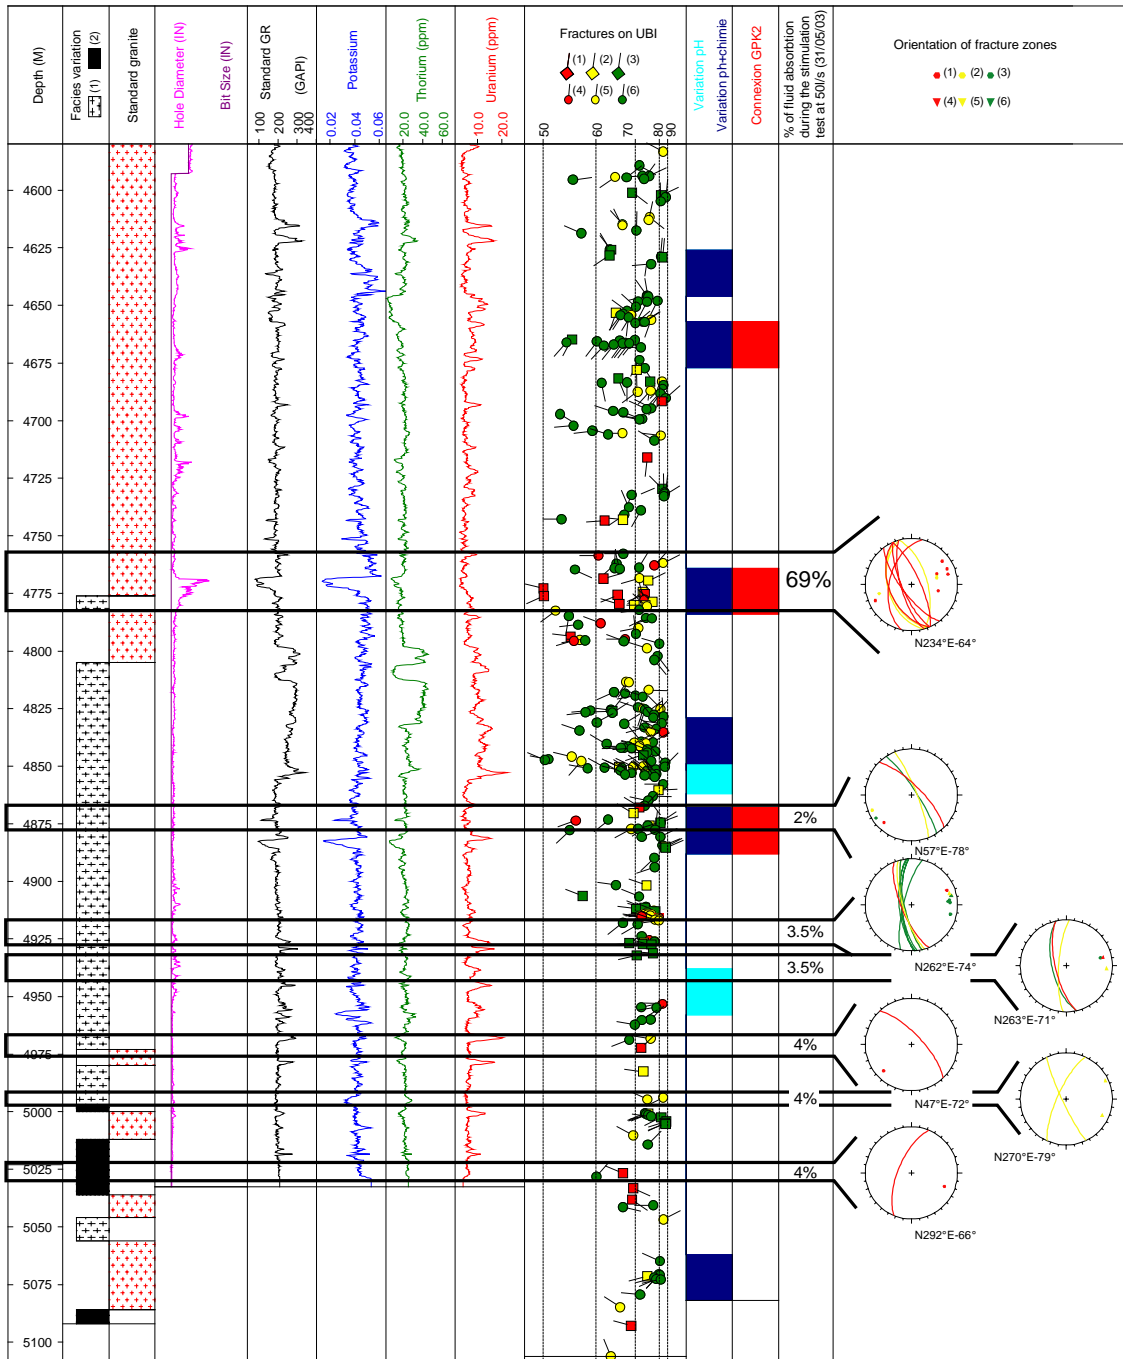 Depth (M)
Facies variation
(1)
(2)
Standard granite
Hole Diameter (IN)
Bit Size (IN)
Standard GR
(GAPI)
100
200
300
400
Potassium
0.02
0.04
0.06
Thorium (ppm)
20.0
40.0
60.0
Uranium (ppm)
10.0
20.0
Fractures on UBI
(1)
(2)
(3)
(4)
(5)
(6)
50
60
70
80
90
Variation pH
Variation ph+chimie
Connexion GPK2
% of fluid absorbtion
during the stimulation
test at 50l/s (31/05/03)
Orientation of fracture zones
(1)
(2)
(3)
(4)
(5)
(6)
4600
4625
4650
4675
4700
4725
4750
4775
4800
4825
4850
4875
4900
4925
4950
4975
5000
5025
5050
5075
5100
69%
2%
3.5%
3.5%
4%
4%
4%
N234°E-64°
N57°E-78°
N262°E-74°
N263°E-71°
N47°E-72°
N270°E-79°
N292°E-66°